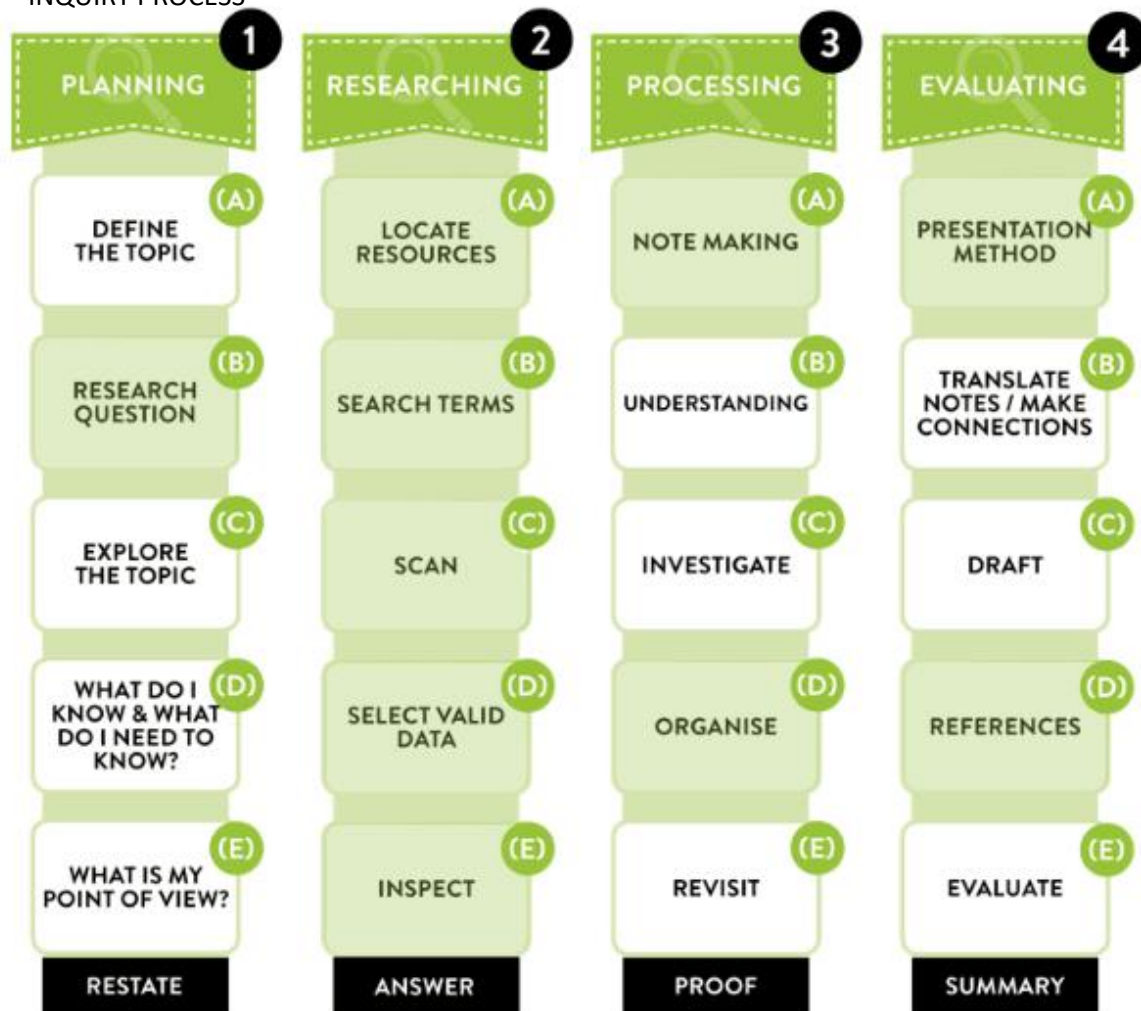 INQUIRY PROCESS
1
PLANNING
(A)
DEFINE
THE TOPIC
(B)
RESEARCH
QUESTION
(C)
EXPLORE
THE TOPIC
(D)
WHAT DO I
KNOW & WHAT
DO I NEED TO
KNOW?
(E)
WHAT IS MY
POINT OF VIEW?
RESTATE
2
RESEARCHING
(A)
LOCATE
RESOURCES
(B)
SEARCH TERMS
(C)
SCAN
(D)
SELECT VALID
DATA
(E)
INSPECT
ANSWER
3
PROCESSING
(A)
NOTE MAKING
(B)
UNDERSTANDING
(C)
INVESTIGATE
(D)
ORGANISE
(E)
REVISIT
PROOF
4
EVALUATING
(A)
PRESENTATION
METHOD
(B)
TRANSLATE
NOTES / MAKE
CONNECTIONS
(C)
DRAFT
(D)
REFERENCES
(E)
EVALUATE
SUMMARY